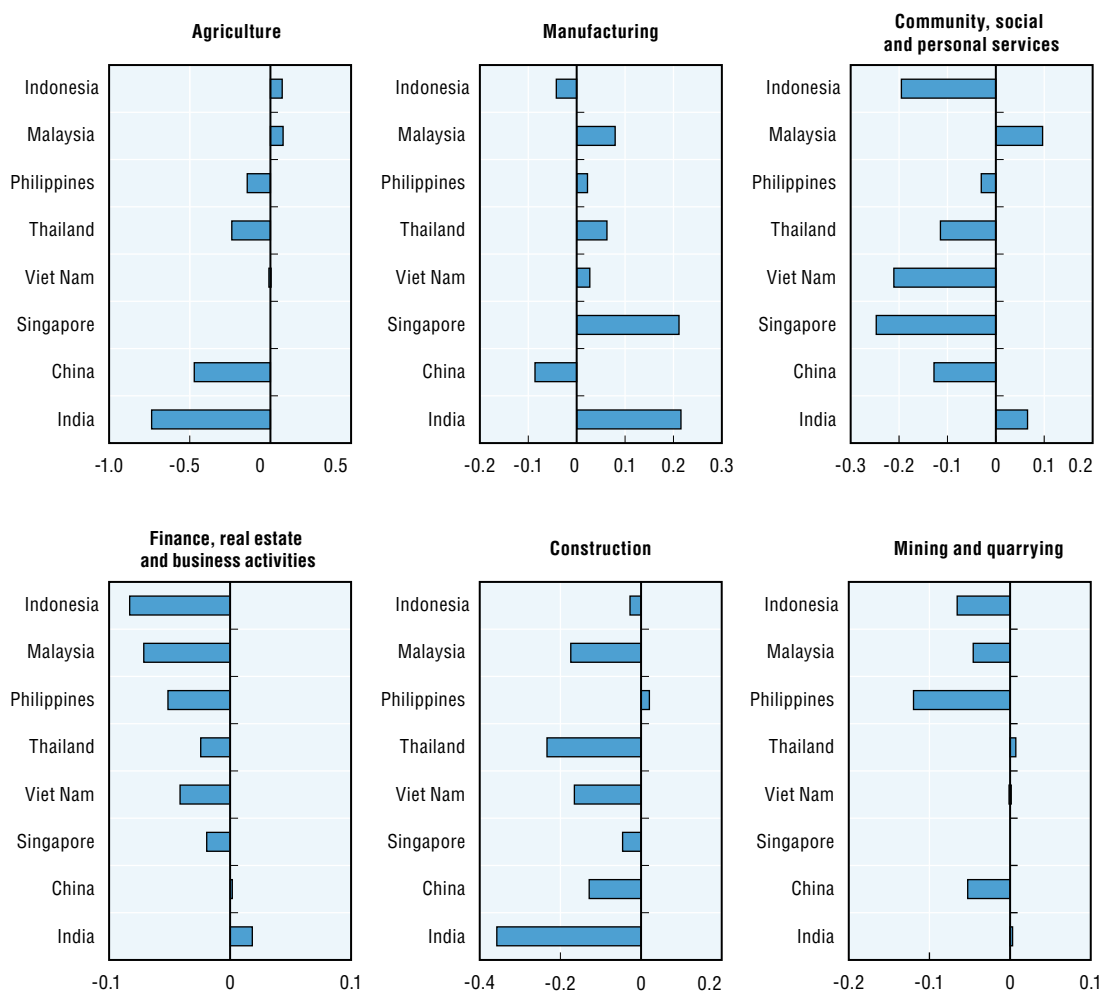 Agriculture
Indonesia
Malaysia
Philippines
Thailand
Viet Nam
Singapore
China
India
-1.0 -0.5 0 0.5
Manufacturing
Indonesia
Malaysia
Philippines
Thailand
Viet Nam
Singapore
China
India
-0.2 -0.1 0 0.1 0.2 0.3
Community, social
and personal services
Indonesia
Malaysia
Philippines
Thailand
Viet Nam
Singapore
China
India
-0.3 -0.2 -0.1 0 0.1 0.2
Finance, real estate
and business activities
Indonesia
Malaysia
Philippines
Thailand
Viet Nam
Singapore
China
India
-0.1 0 0.1
Construction
Indonesia
Malaysia
Philippines
Thailand
Viet Nam
Singapore
China
India
-0.4 -0.2 0 0.2
Mining and quarrying
Indonesia
Malaysia
Philippines
Thailand
Viet Nam
Singapore
China
India
-0.2 -0.1 0 0.1